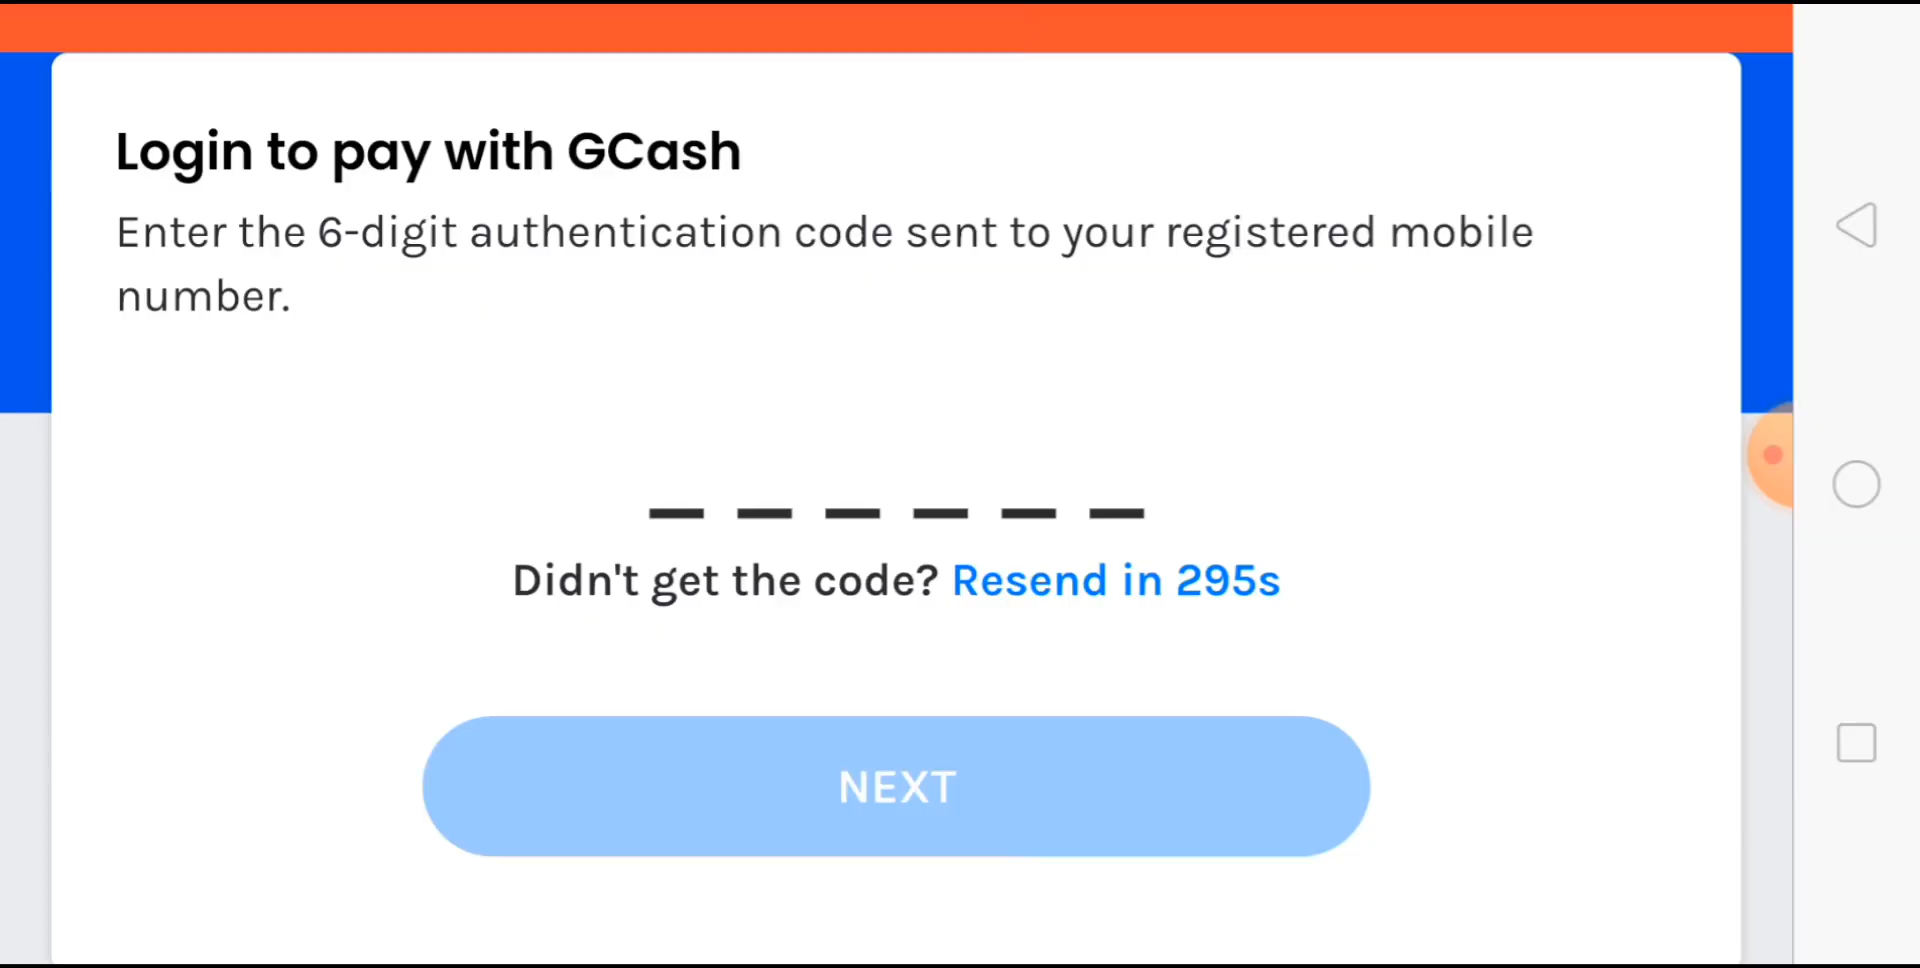 Login to pay with GCash
Enter the 6-digit authentication code sent to your registered mobile
number.
Didn't get the code? Resend in 295s
NEXT